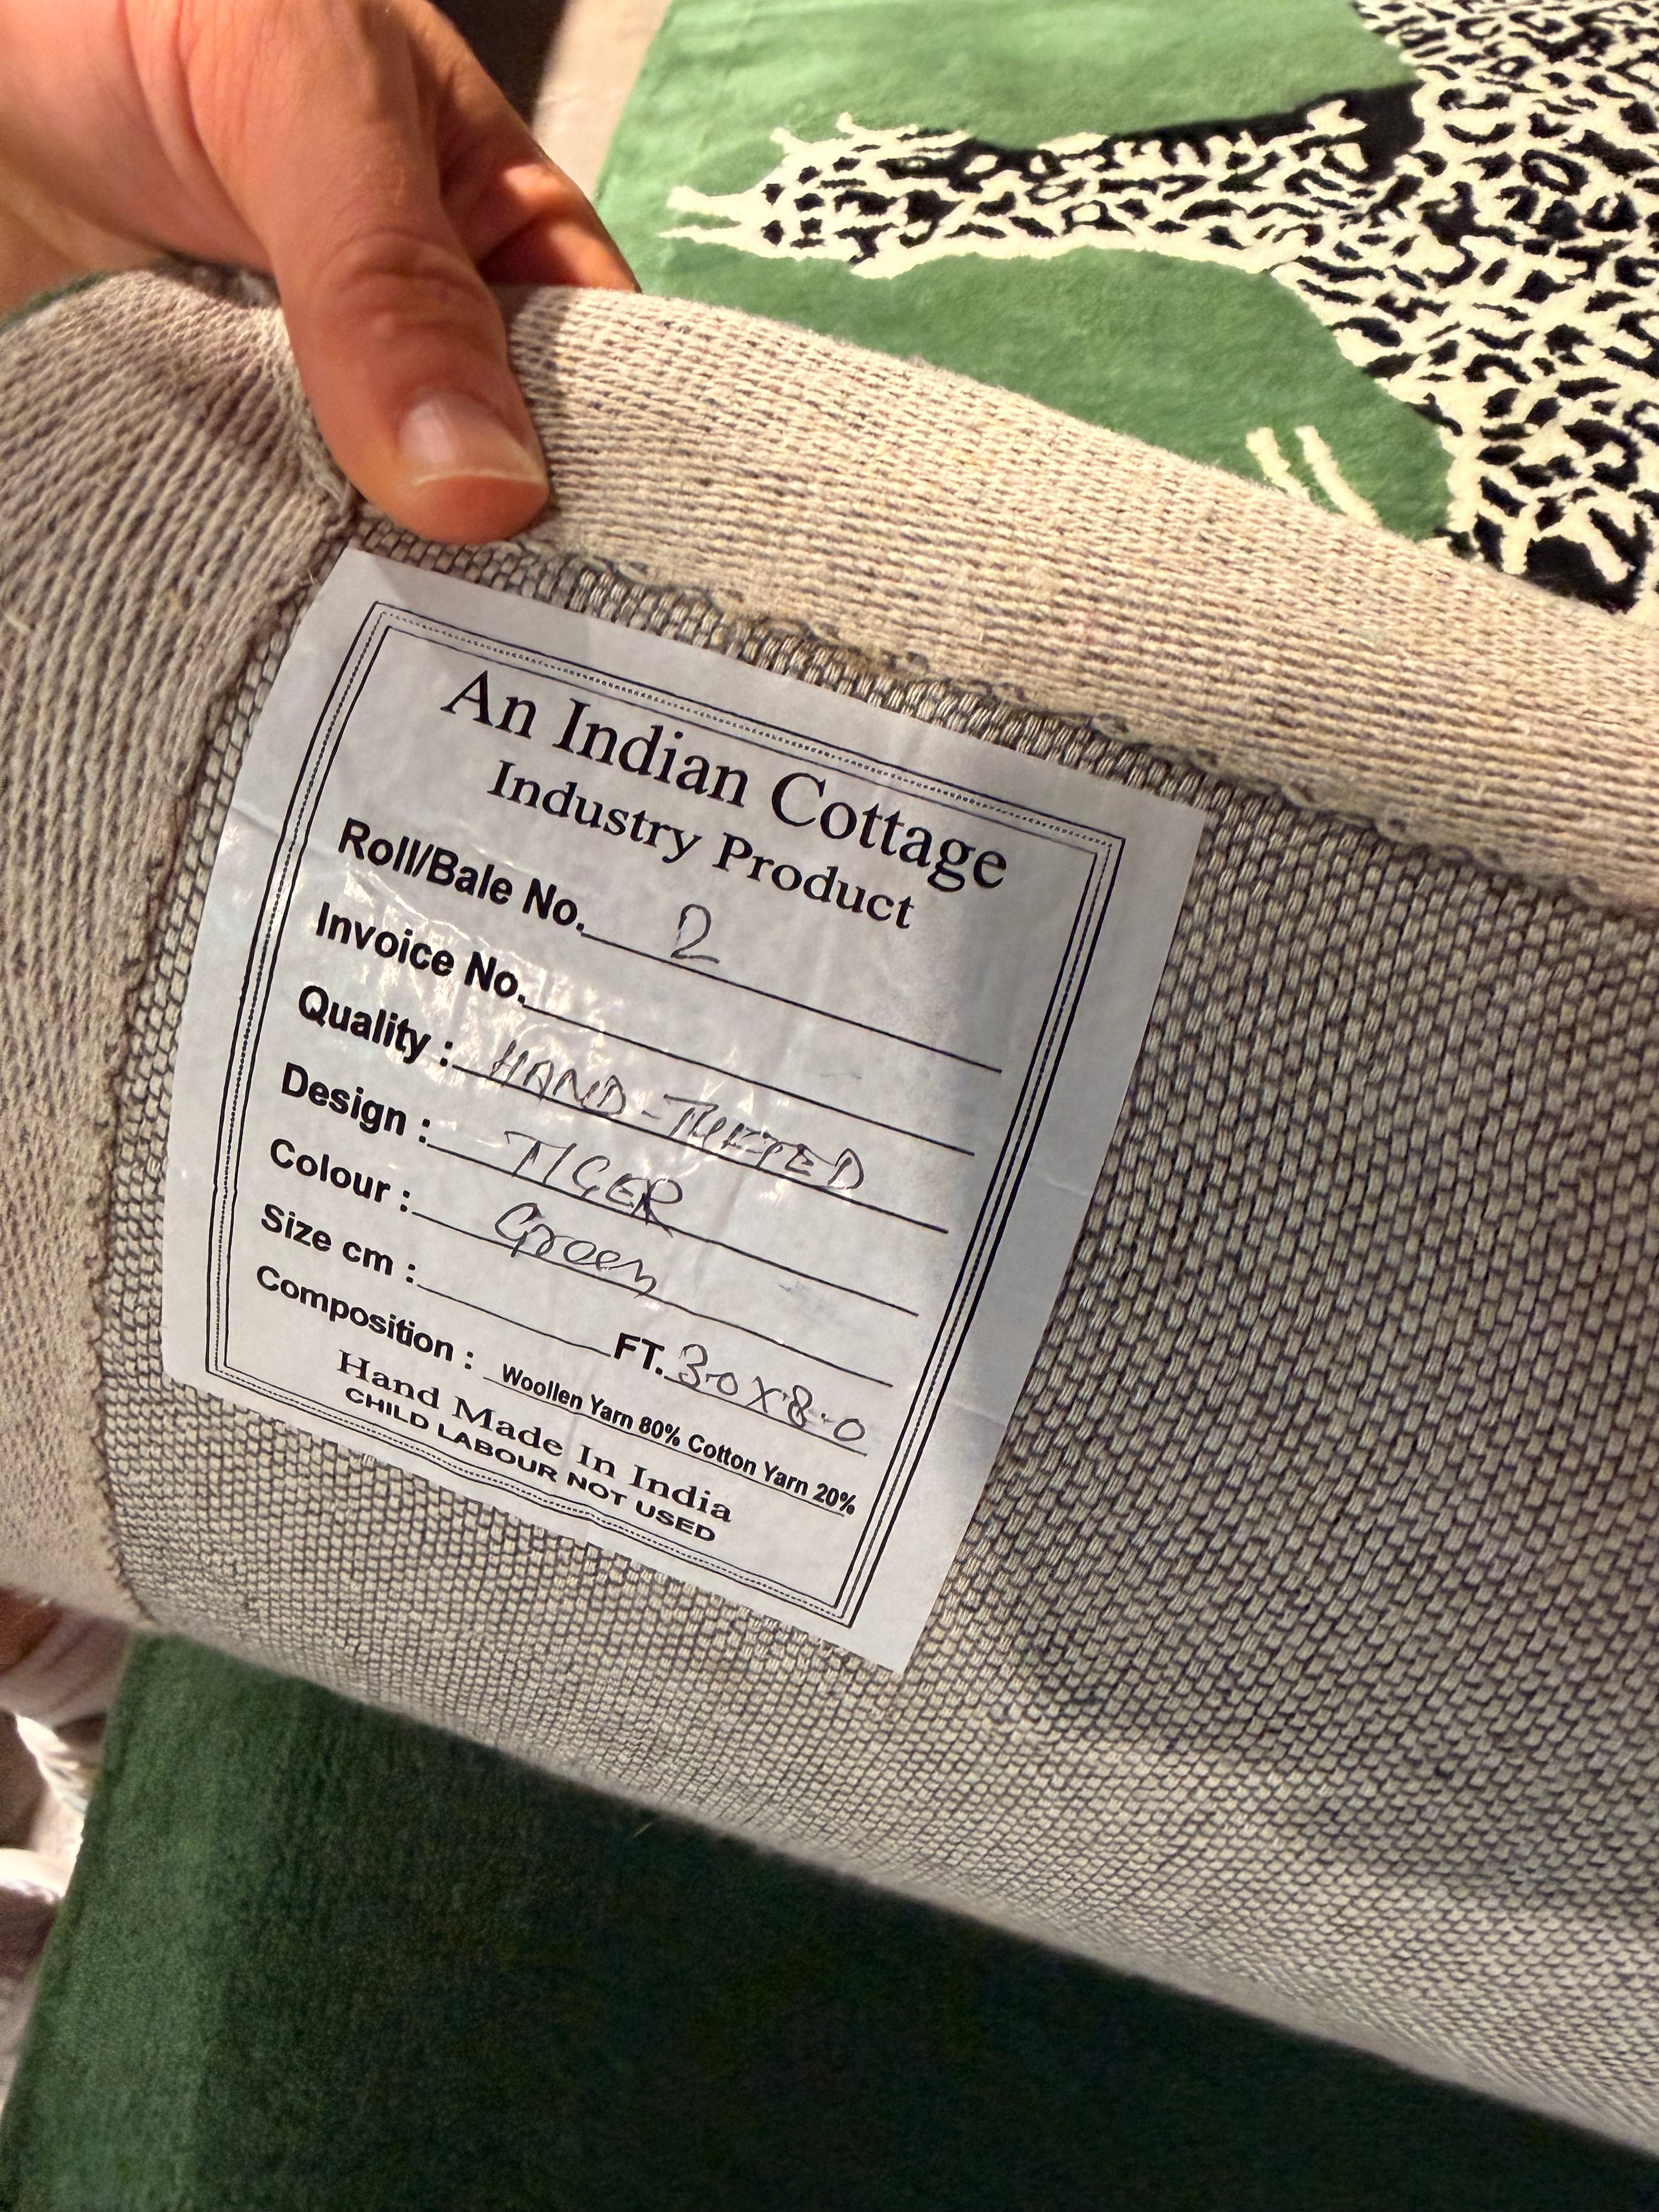 An Indian Cottage
Industry Product
Roll/Bale No. 2
Invoice No.
Quality : HAND-TUFTED
Design : TIGER
Colour : Green
Size cm : FT. 3-0 X 8-0
Composition : Woollen Yarn 80% Cotton Yarn 20%
Hand Made In India
CHILD LABOUR NOT USED